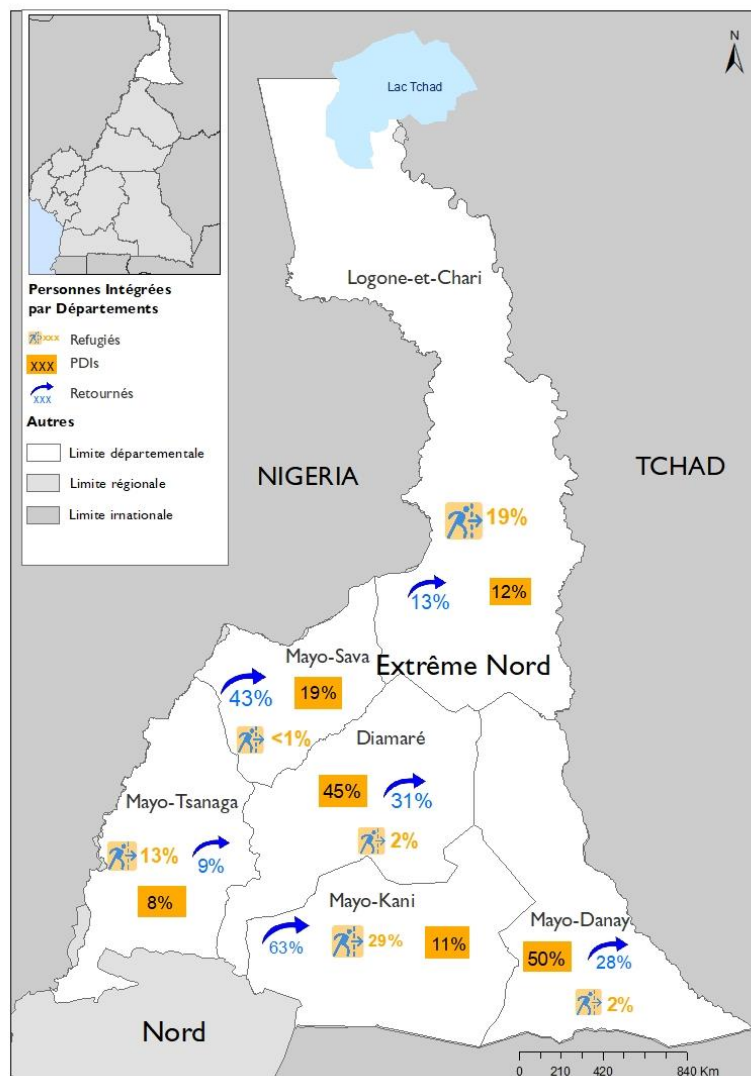 N
Lac Tchad
Logone-et-Chari
Personnes Intégrées
par Départements
xxx Refugiés
XXX PDIs
xxx Retournés
Autres
Limite départementale
Limite régionale
Limite irnationale
NIGERIA
TCHAD
19%
13% 12%
Mayo-Sava
Extrême Nord
43% 19%
<1%
Diamaré
45% 31%
2%
Mayo-Tsanaga
13% 9%
8%
Mayo-Kani
63% 29% 11%
Mayo-Danay
50% 28%
2%
Nord
0 210 420 840 Km